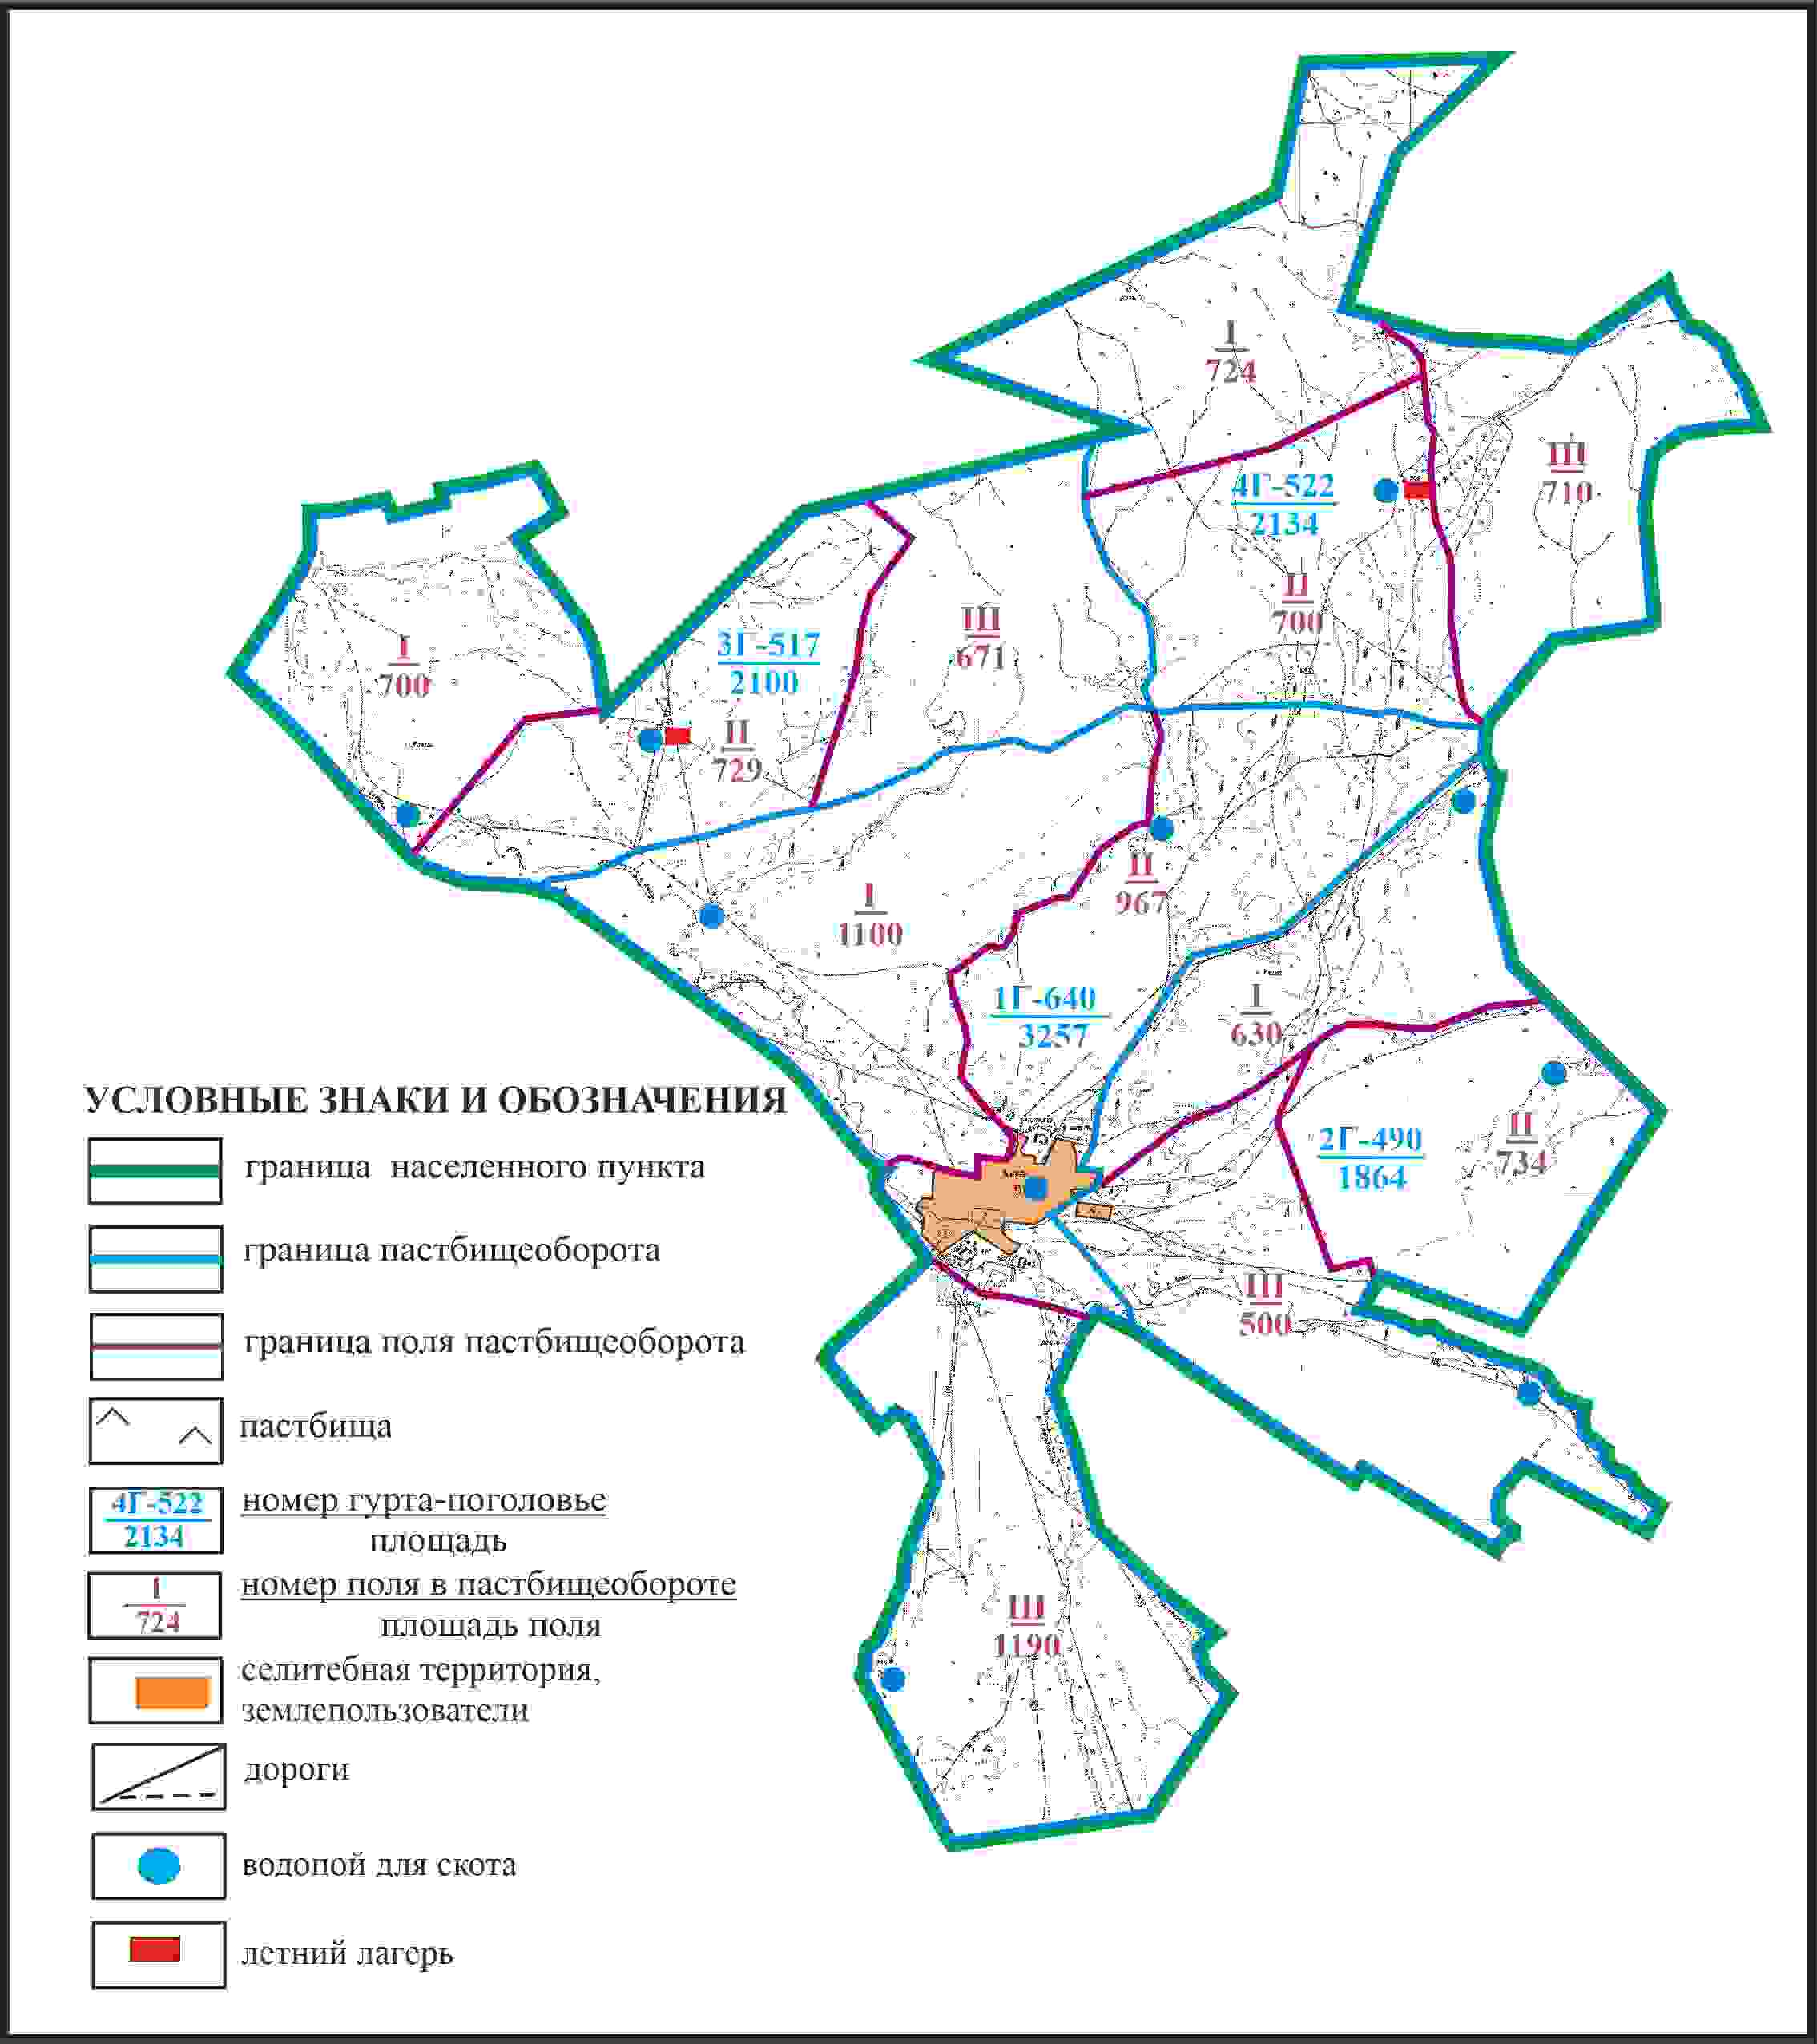 I
724
III
710
4Г-522
2134
II
700
III
671
3Г-517
2100
I
700
II
729
II
967
I
1100
1Г-640
3257
I
630
2Г-490
1864
II
734
III
500
III
1190
УСЛОВНЫЕ ЗНАКИ И ОБОЗНАЧЕНИЯ
граница населенного пункта
граница пастбищеоборота
граница поля пастбищеоборота
пастбища
4Г-522
2134
номер гурта-поголовье
площадь
I
724
номер поля в пастбищеобороте
площадь поля
селитебная территория,
землепользователи
дороги
водопой для скота
летний лагерь